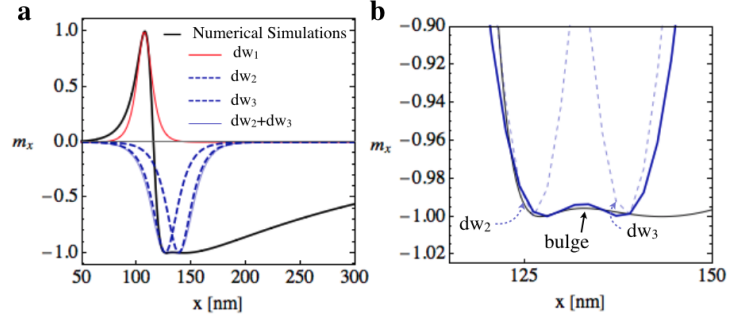 a
1.0
0.5
0.0
−0.5
−1.0
m_x
Numerical Simulations
dw₁
dw₂
dw₃
dw₂+dw₃
50
100
150
200
250
300
x [nm]
b
−0.90
−0.92
−0.94
−0.96
−0.98
−1.00
−1.02
m_x
dw₂
bulge
dw₃
125
150
x [nm]